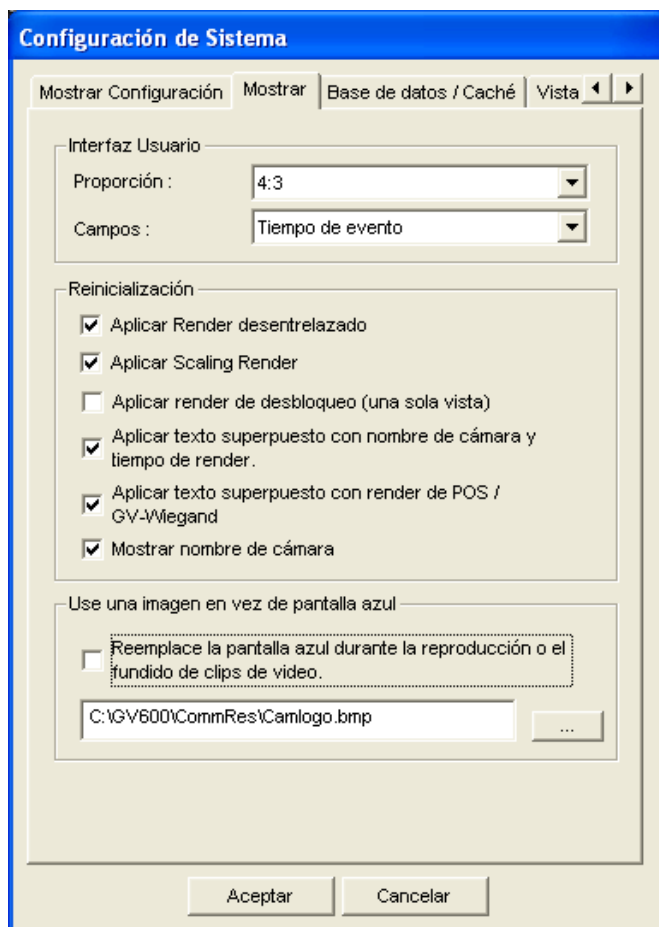 Configuración de Sistema
Mostrar Configuración
Mostrar
Base de datos / Caché
Vista
Interfaz Usuario
Proporción :
4:3
Campos :
Tiempo de evento
Reinicialización
Aplicar Render desentrelazado
Aplicar Scaling Render
Aplicar render de desbloqueo (una sola vista)
Aplicar texto superpuesto con nombre de cámara y
tiempo de render.
Aplicar texto superpuesto con render de POS /
GV-Wiegand
Mostrar nombre de cámara
Use una imagen en vez de pantalla azul
Reemplace la pantalla azul durante la reproducción o el
fundido de clips de video.
C:\GV600\CommRes\Camlogo.bmp
...
Aceptar
Cancelar